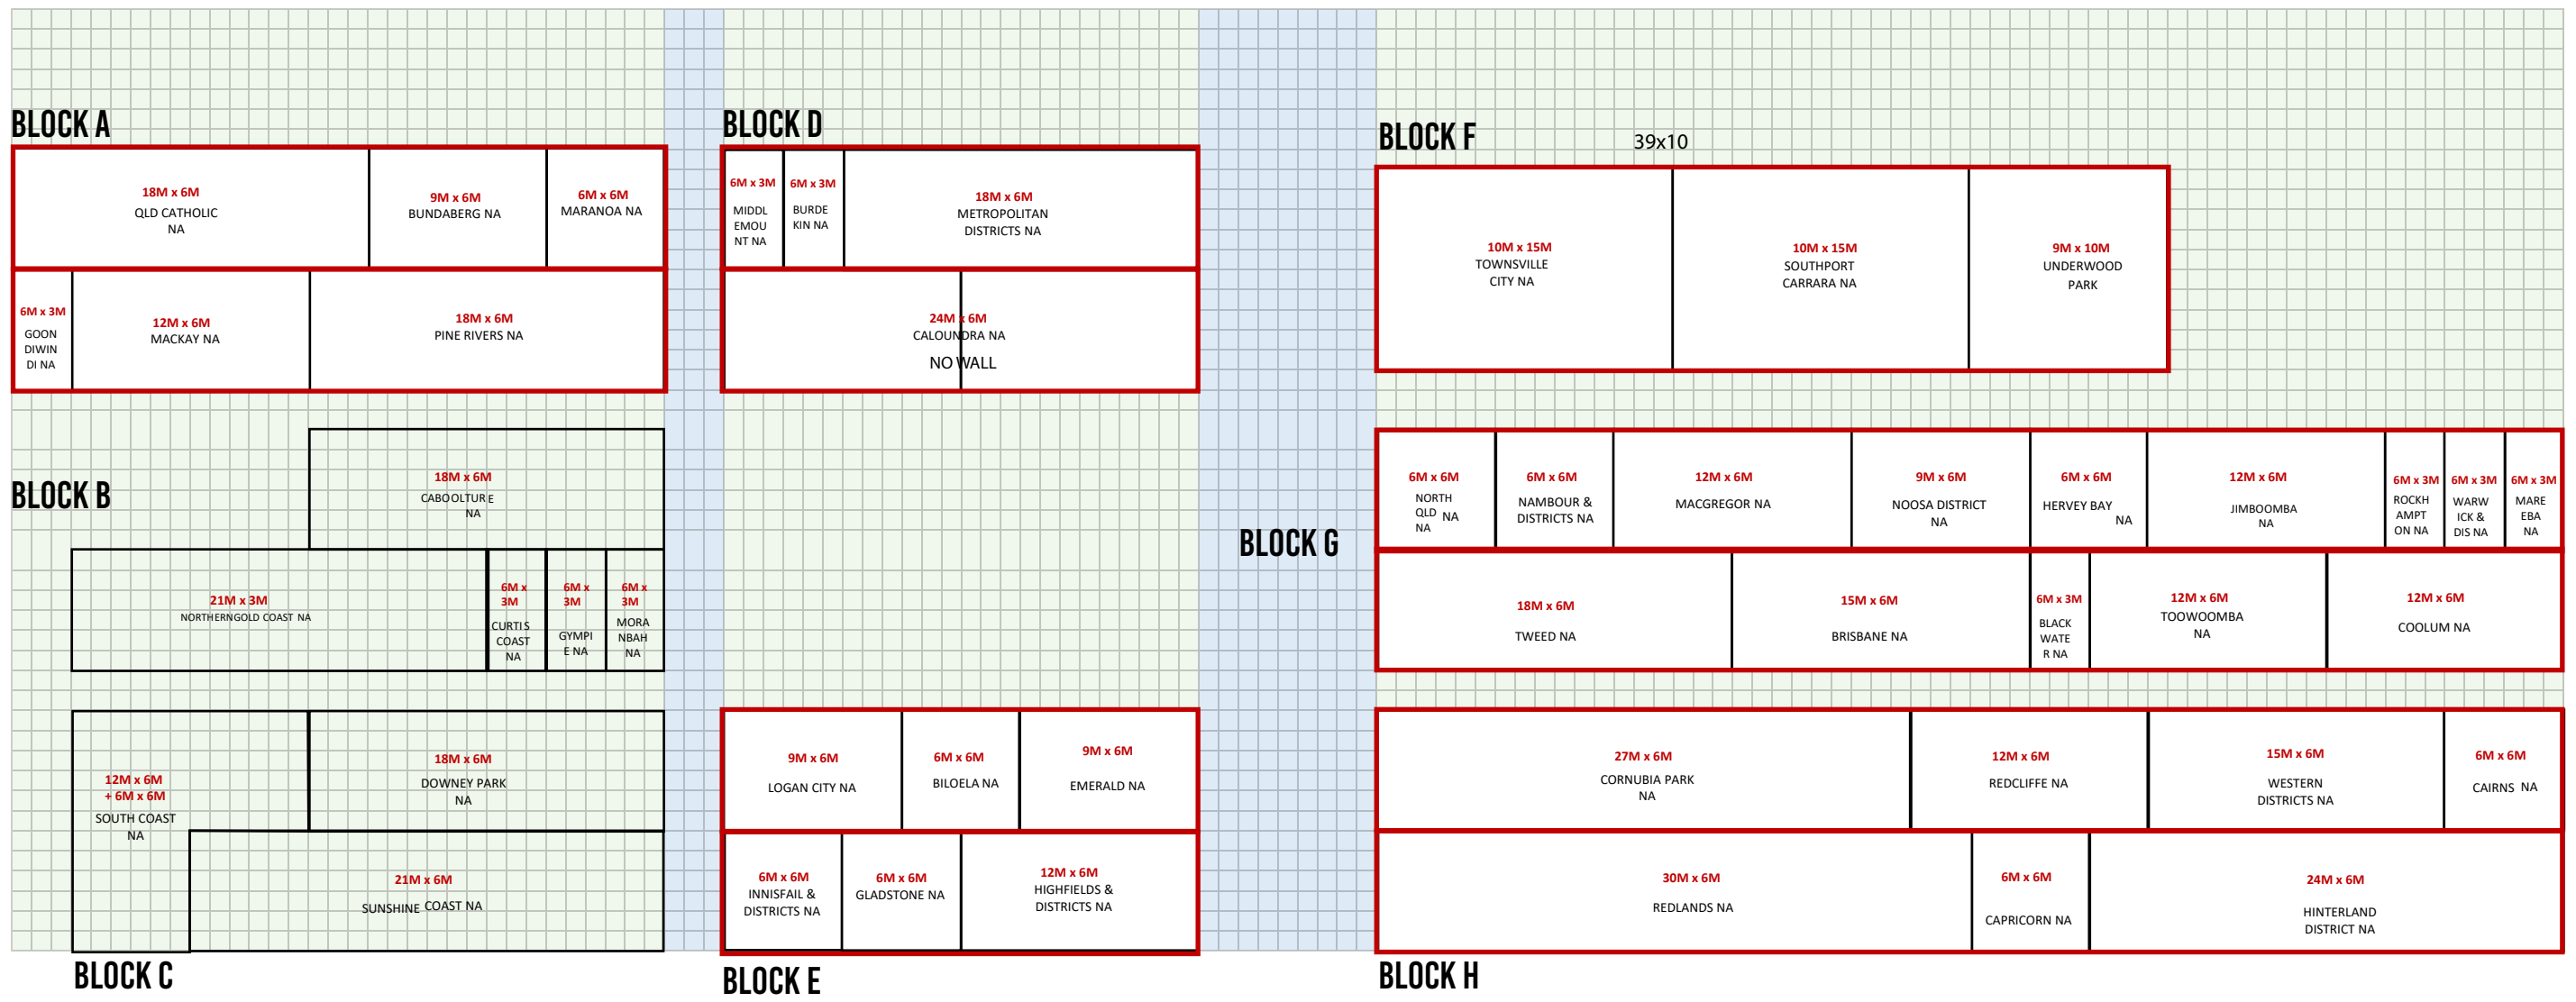 BLOCK A
18M x 6M
QLD CATHOLIC
NA
9M x 6M
BUNDABERG NA
6M x 6M
MARANOA NA
6M x 3M
GOON
DIWIN
DI NA
12M x 6M
MACKAY NA
18M x 6M
PINE RIVERS NA
BLOCK B
18M x 6M
CABOOLTURE
NA
21M x 3M
NORTHERNGOLD COAST NA
6M x
3M
CURTIS
COAST
NA
6M x
3M
GYMPI
E NA
6M x
3M
MORA
NBAH
NA
12M x 6M
+ 6M x 6M
SOUTH COAST
NA
18M x 6M
DOWNEY PARK
NA
21M x 6M
SUNSHINE COAST NA
BLOCK C
BLOCK D
6M x 3M
MIDDL
EMOU
NT NA
6M x 3M
BURDE
KIN NA
18M x 6M
METROPOLITAN
DISTRICTS NA
24M x 6M
CALOUNDRA NA
NO WALL
9M x 6M
LOGAN CITY NA
6M x 6M
BILOELA NA
9M x 6M
EMERALD NA
6M x 6M
INNISFAIL &
DISTRICTS NA
6M x 6M
GLADSTONE NA
12M x 6M
HIGHFIELDS &
DISTRICTS NA
BLOCK E
BLOCK F
39x10
10M x 15M
TOWNSVILLE
CITY NA
10M x 15M
SOUTHPORT
CARRARA NA
9M x 10M
UNDERWOOD
PARK
BLOCK G
6M x 6M
NORTH
QLD NA
NA
6M x 6M
NAMBOUR &
DISTRICTS NA
12M x 6M
MACGREGOR NA
9M x 6M
NOOSA DISTRICT
NA
6M x 6M
HERVEY BAY
NA
12M x 6M
JIMBOOMBA
NA
6M x 3M
ROCKH
AMPT
ON NA
6M x 3M
WARW
ICK &
DIS NA
6M x 3M
MARE
EBA
NA
18M x 6M
TWEED NA
15M x 6M
BRISBANE NA
6M x 3M
BLACK
WATE
R NA
12M x 6M
TOOWOOMBA
NA
12M x 6M
COOLUM NA
27M x 6M
CORNUBIA PARK
NA
12M x 6M
REDCLIFFE NA
15M x 6M
WESTERN
DISTRICTS NA
6M x 6M
CAIRNS NA
30M x 6M
REDLANDS NA
6M x 6M
CAPRICORN NA
24M x 6M
HINTERLAND
DISTRICT NA
BLOCK H